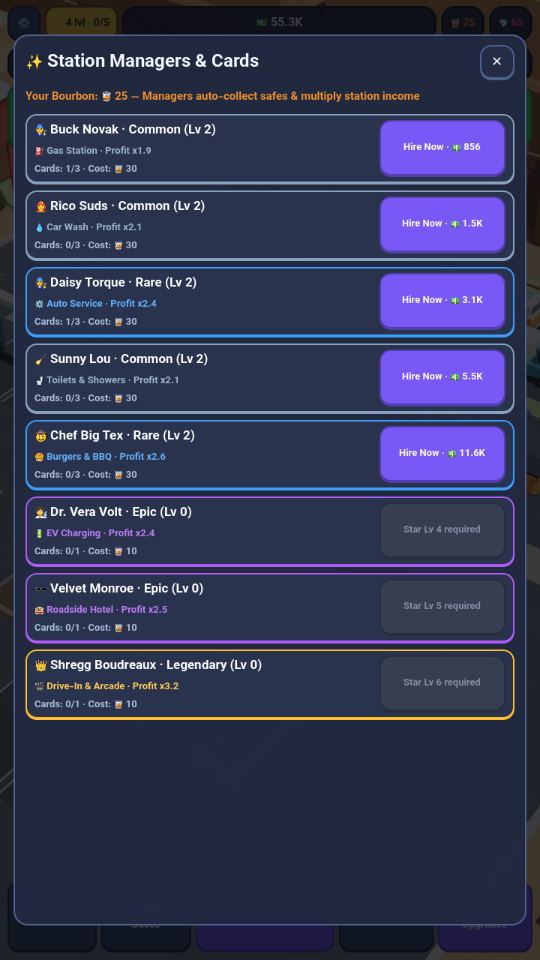 4 lvl · 0/5
55.3K
25
65
Station Managers & Cards
✕
Your Bourbon: 25 — Managers auto-collect safes & multiply station income
Buck Novak · Common (Lv 2)
Gas Station · Profit x1.9
Cards: 1/3 · Cost: 30
Hire Now · 856
Rico Suds · Common (Lv 2)
Car Wash · Profit x2.1
Cards: 0/3 · Cost: 30
Hire Now · 1.5K
Daisy Torque · Rare (Lv 2)
Auto Service · Profit x2.4
Cards: 1/3 · Cost: 30
Hire Now · 3.1K
Sunny Lou · Common (Lv 2)
Toilets & Showers · Profit x2.1
Cards: 0/3 · Cost: 30
Hire Now · 5.5K
Chef Big Tex · Rare (Lv 2)
Burgers & BBQ · Profit x2.6
Cards: 0/3 · Cost: 30
Hire Now · 11.6K
Dr. Vera Volt · Epic (Lv 0)
EV Charging · Profit x2.4
Cards: 0/1 · Cost: 10
Star Lv 4 required
Velvet Monroe · Epic (Lv 0)
Roadside Hotel · Profit x2.5
Cards: 0/1 · Cost: 10
Star Lv 5 required
Shregg Boudreaux · Legendary (Lv 0)
Drive-In & Arcade · Profit x3.2
Cards: 0/1 · Cost: 10
Star Lv 6 required
Upgrades